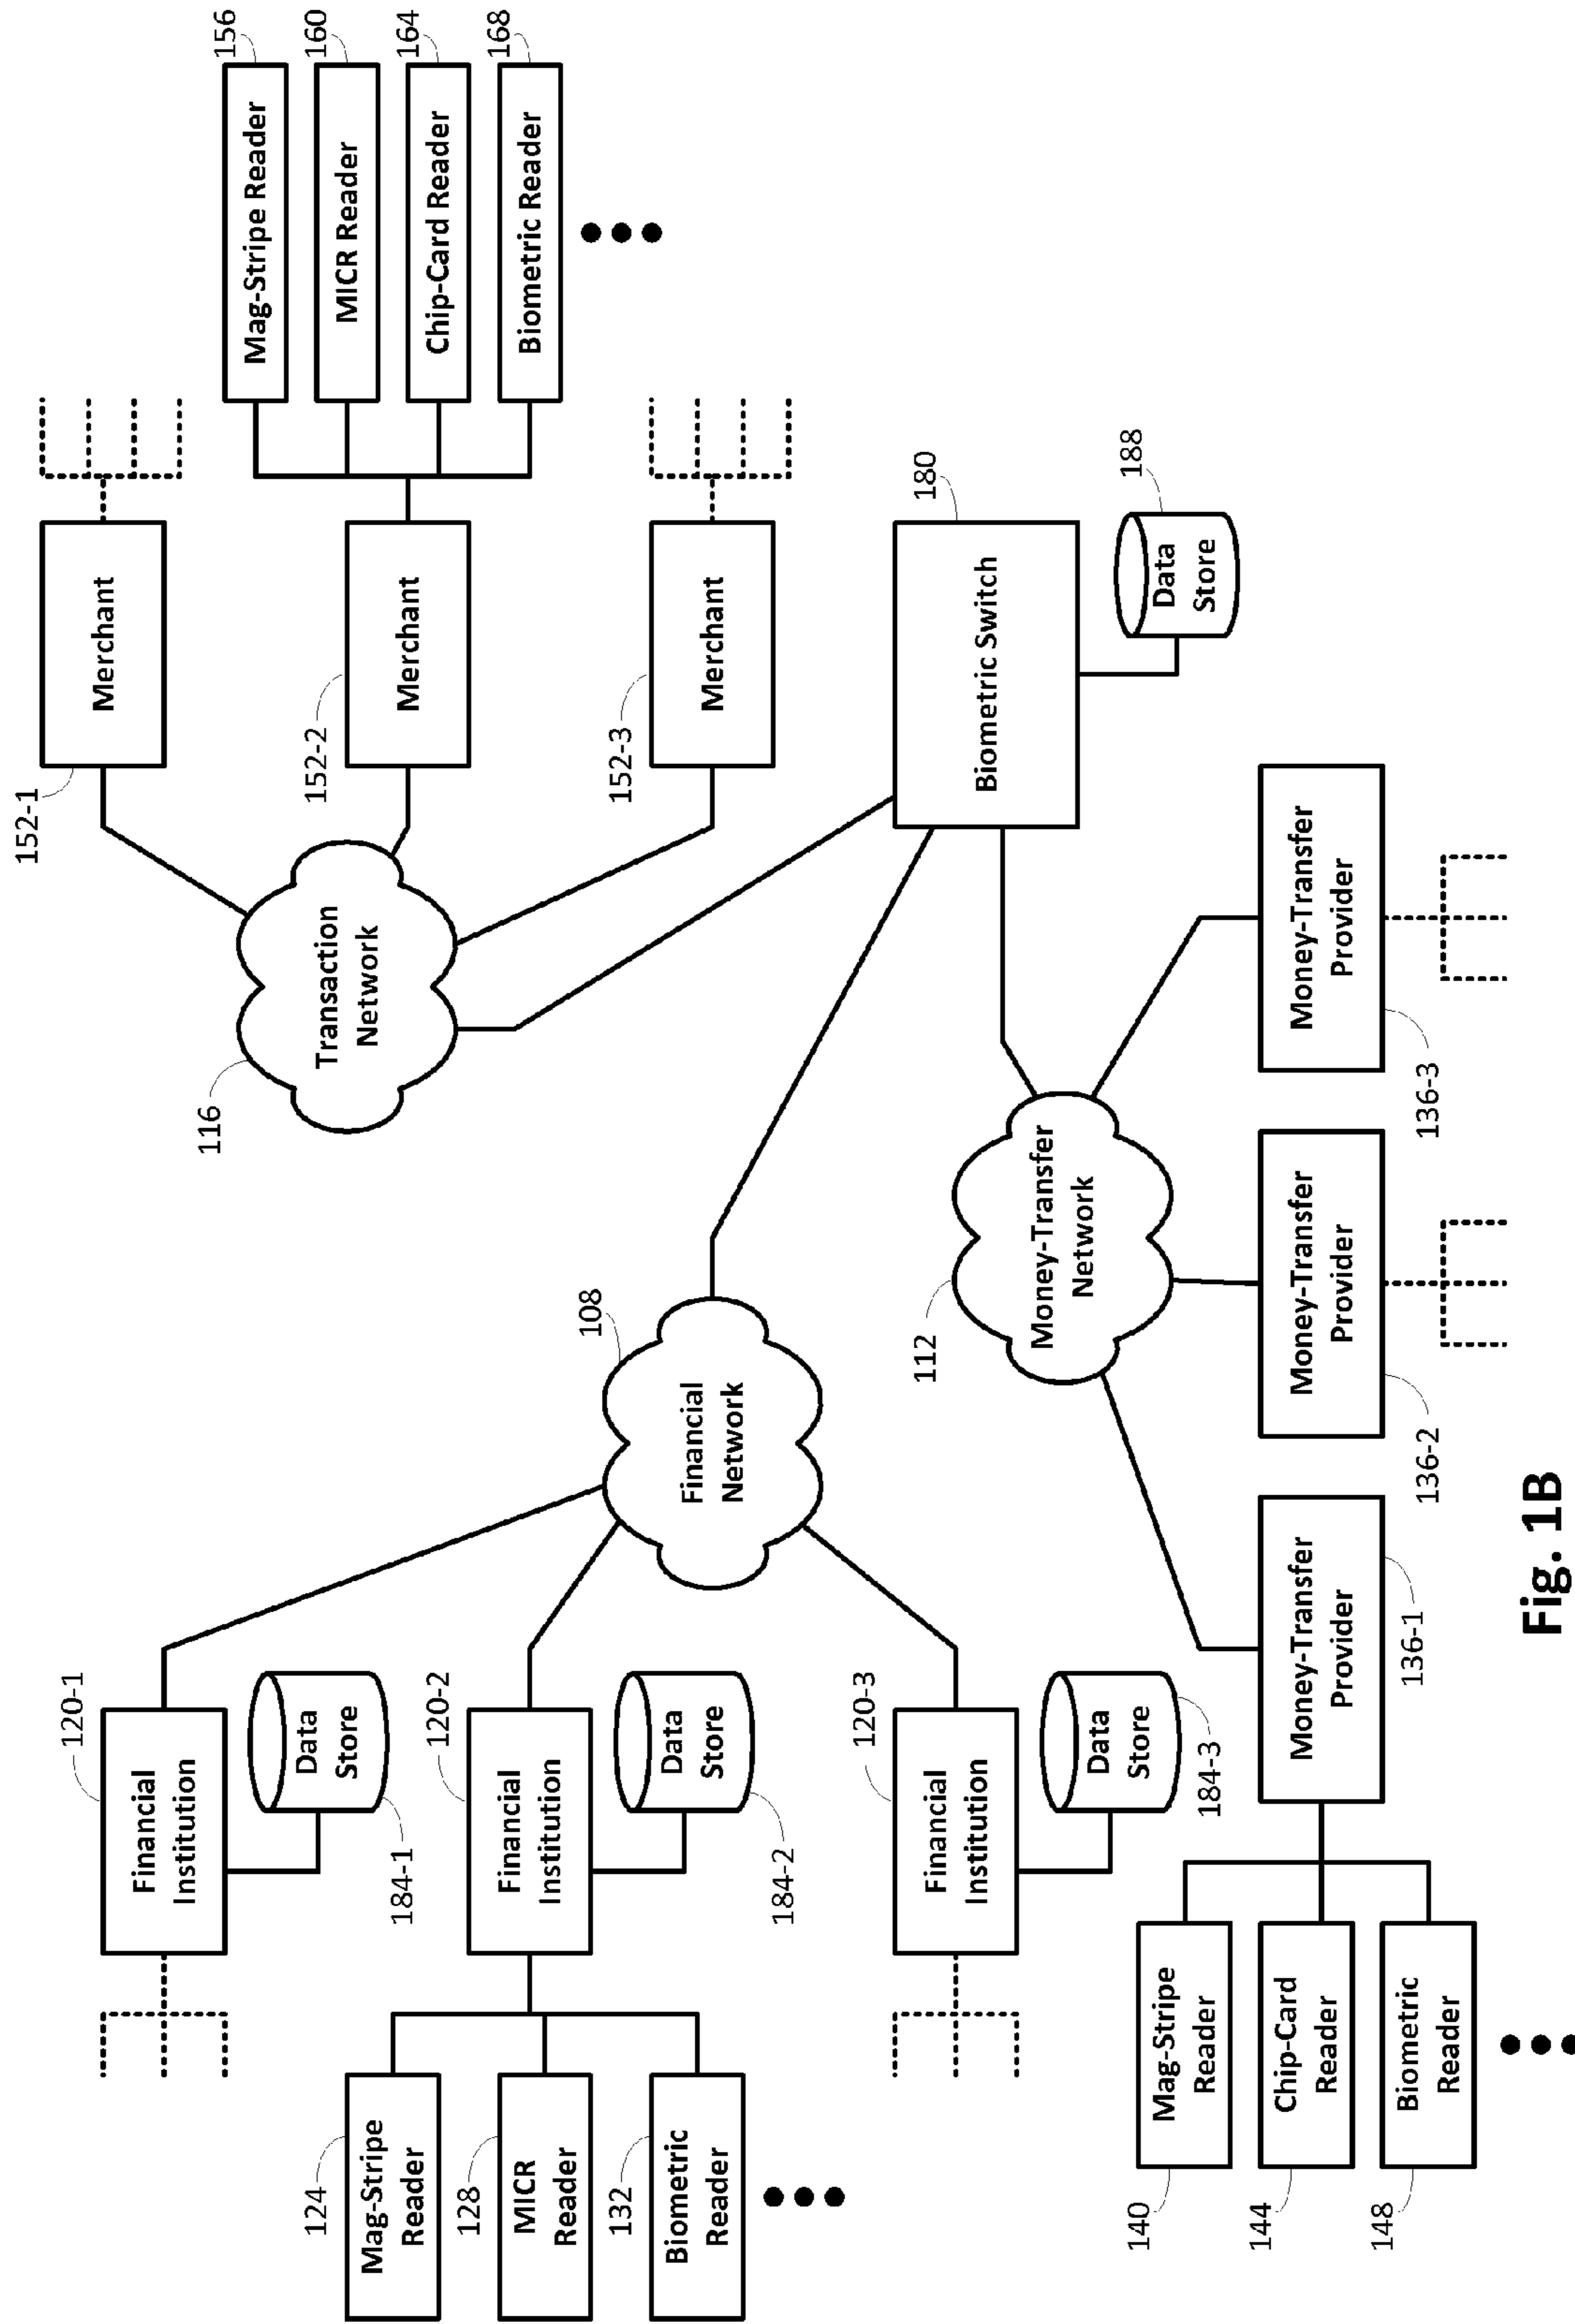 120-1
Financial
Institution
184-1
Data
Store
124
Mag-Stripe
Reader
128
MICR
Reader
132
Biometric
Reader
120-2
Financial
Institution
184-2
Data
Store
120-3
Financial
Institution
184-3
Data
Store
108
Financial
Network
116
Transaction
Network
152-1
Merchant
152-2
Merchant
152-3
Merchant
Mag-Stripe Reader
156
MICR Reader
160
Chip-Card Reader
164
Biometric Reader
168
180
Biometric Switch
188
Data
Store
112
Money-Transfer
Network
140
Mag-Stripe
Reader
144
Chip-Card
Reader
148
Biometric
Reader
Money-Transfer
Provider
136-1
Money-Transfer
Provider
136-2
Money-Transfer
Provider
136-3
Fig. 1B